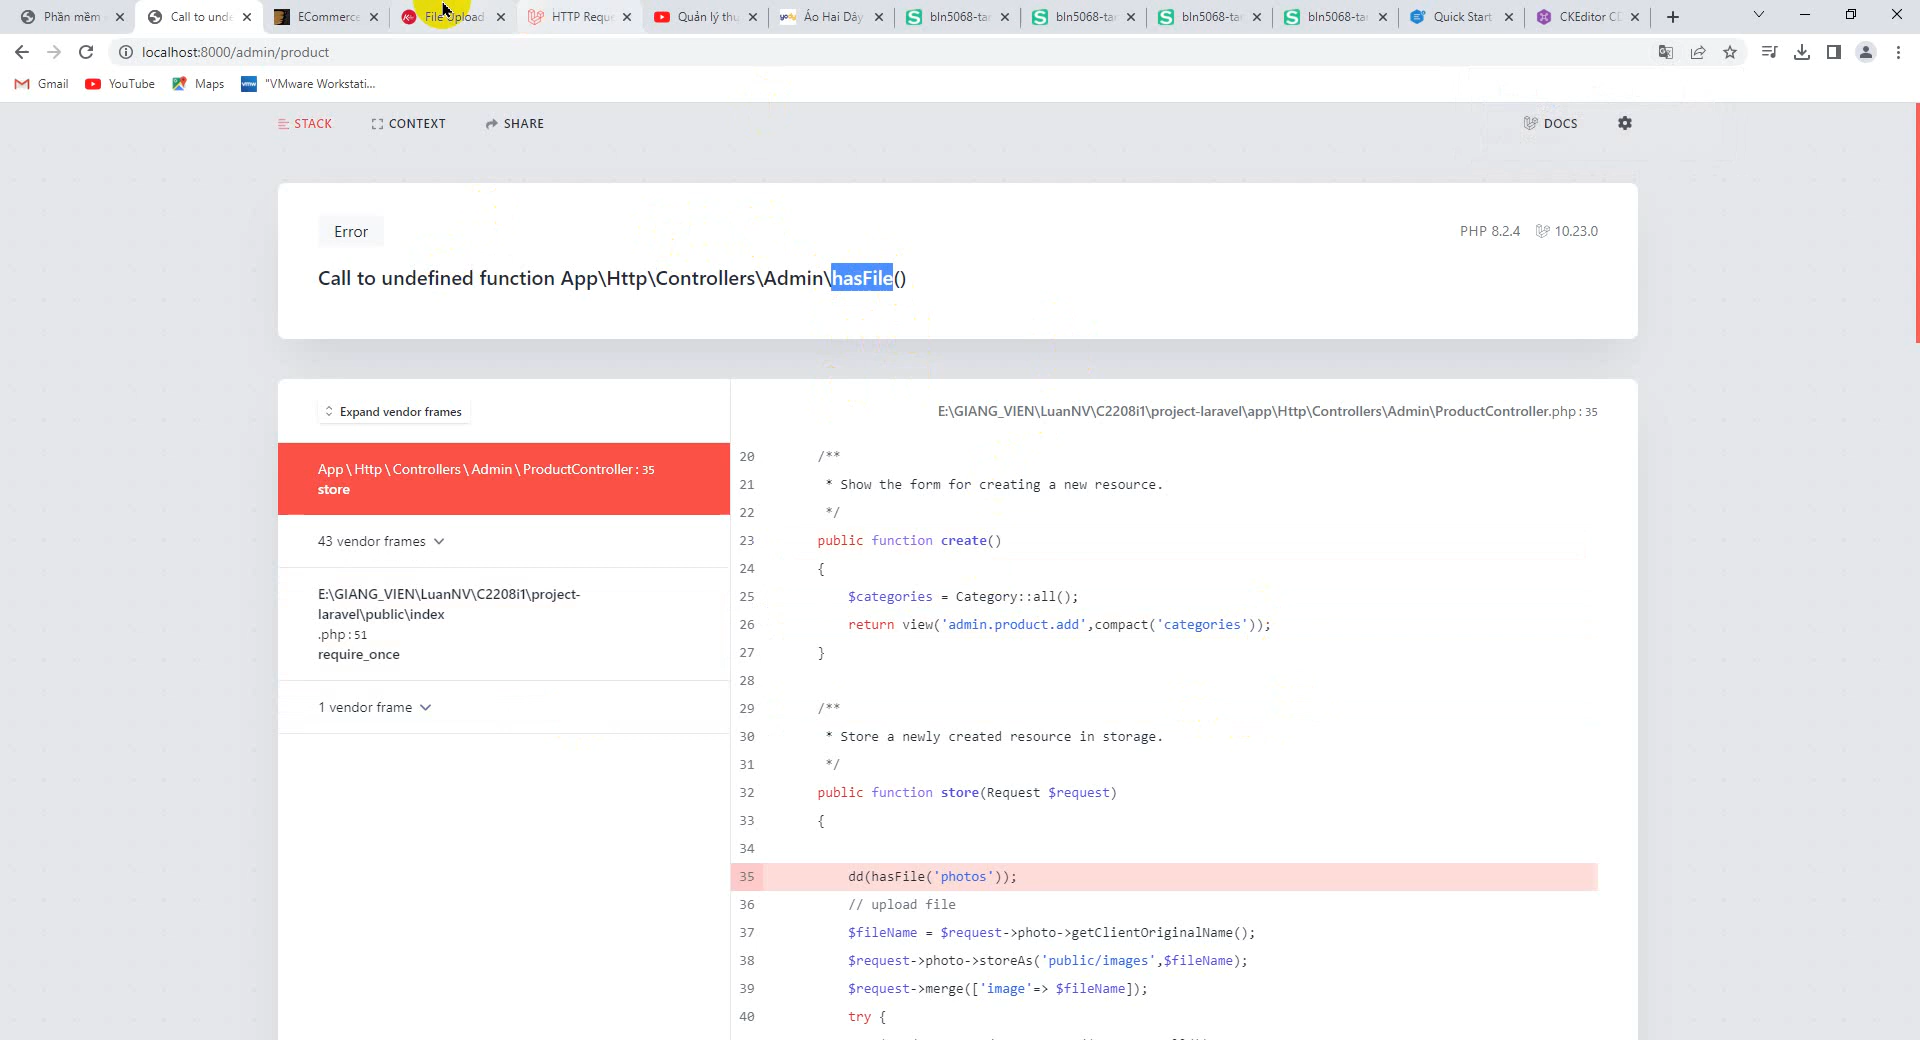 Phần mềm
Call to unde
ECommerce
File Upload
HTTP Reque
Quản lý thu
Áo Hai Dây
bln5068-tar
bln5068-tar
bln5068-tar
bln5068-tar
Quick Start
CKEditor
localhost:8000/admin/product
Gmail
YouTube
Maps
"VMware Workstati...
STACK
CONTEXT
SHARE
DOCS
Error
PHP 8.2.4
10.23.0
Call to undefined function App\Http\Controllers\Admin\hasFile()
Expand vendor frames
E:\GIANG_VIEN\LuanNV\C2208i1\project-laravel\app\Http\Controllers\Admin\ProductController.php : 35
App \ Http \ Controllers \ Admin \ ProductController : 35
store
43 vendor frames
E:\GIANG_VIEN\LuanNV\C2208i1\project-
laravel\public\index
.php : 51
require_once
1 vendor frame
20 /**
21 * Show the form for creating a new resource.
22 */
23 public function create()
24 {
25 $categories = Category::all();
26 return view('admin.product.add',compact('categories'));
27 }
28
29 /**
30 * Store a newly created resource in storage.
31 */
32 public function store(Request $request)
33 {
34
35 dd(hasFile('photos'));
36 // upload file
37 $fileName = $request->photo->getClientOriginalName();
38 $request->photo->storeAs('public/images',$fileName);
39 $request->merge(['image'=> $fileName]);
40 try {